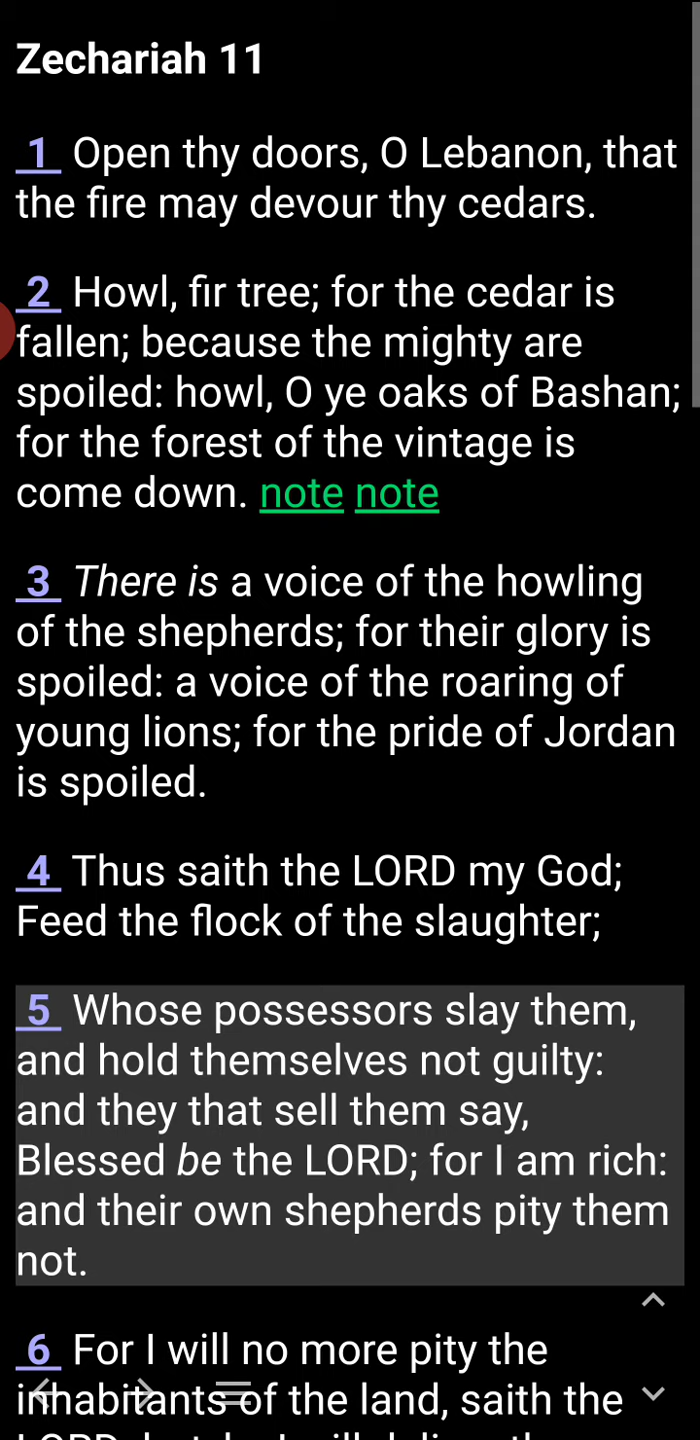 Zechariah 11
1 Open thy doors, O Lebanon, that
the fire may devour thy cedars.
2 Howl, fir tree; for the cedar is
fallen; because the mighty are
spoiled: howl, O ye oaks of Bashan;
for the forest of the vintage is
come down. note note
3 There is a voice of the howling
of the shepherds; for their glory is
spoiled: a voice of the roaring of
young lions; for the pride of Jordan
is spoiled.
4 Thus saith the LORD my God;
Feed the flock of the slaughter;
5 Whose possessors slay them,
and hold themselves not guilty:
and they that sell them say,
Blessed be the LORD; for I am rich:
and their own shepherds pity them
not.
6 For I will no more pity the
inhabitants of the land, saith the